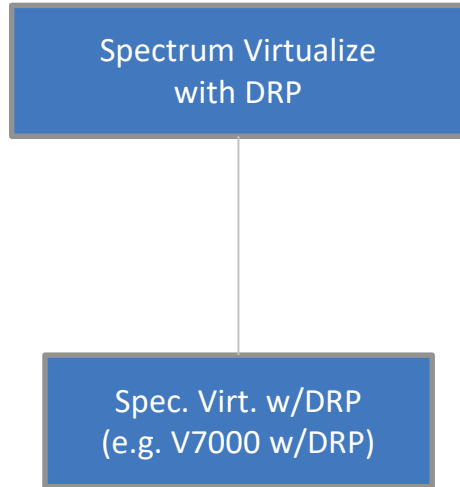 Spectrum Virtualize
with DRP
Spec. Virt. w/DRP
(e.g. V7000 w/DRP)